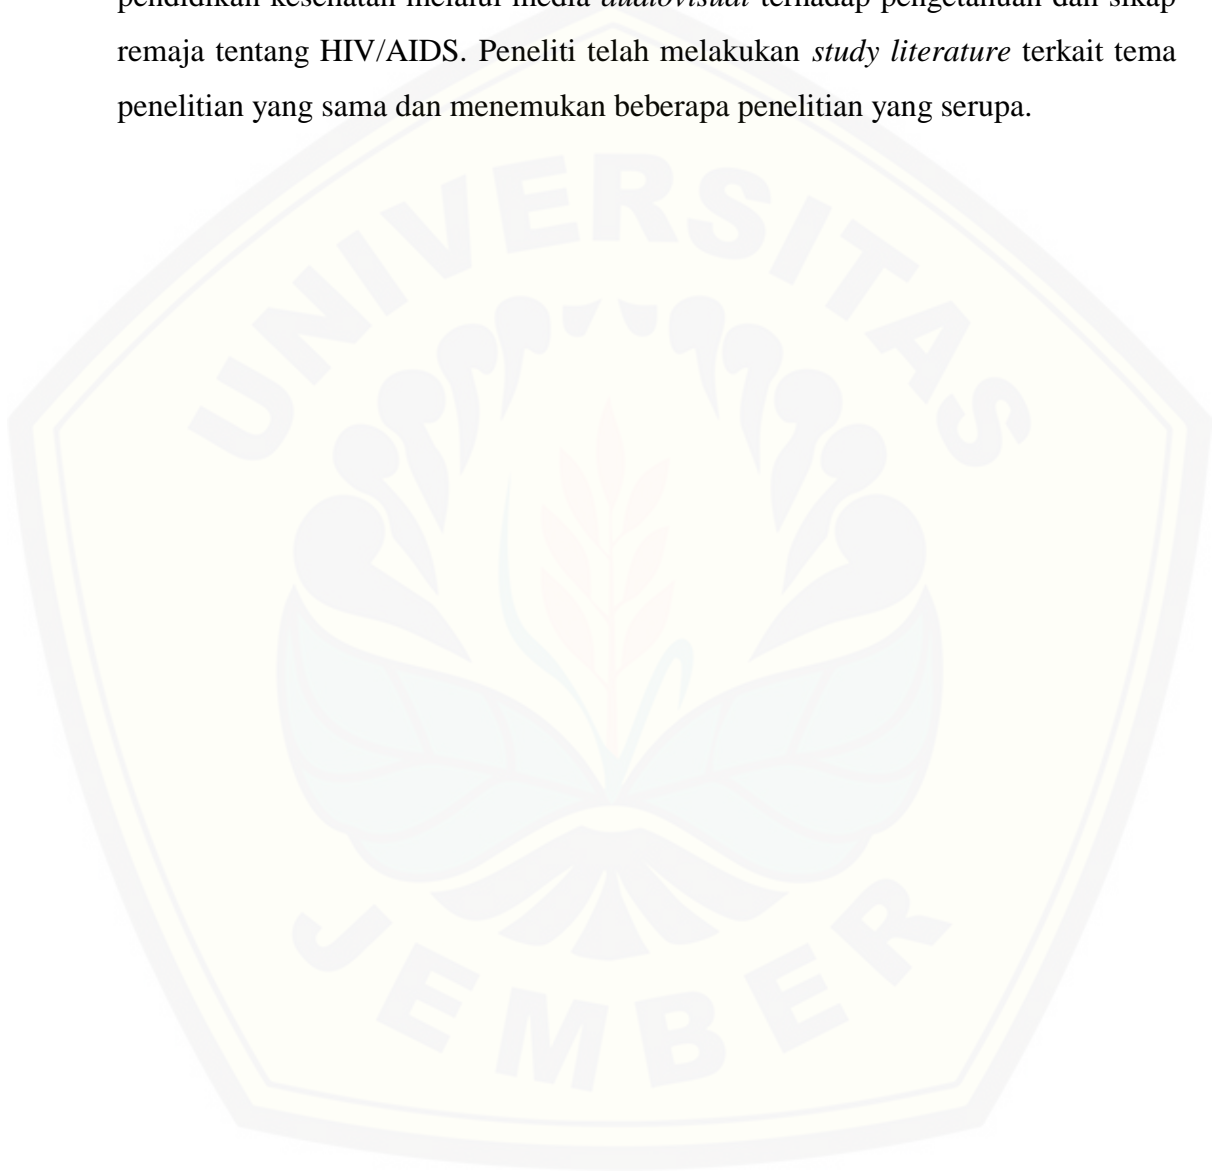 pendidikan kesehatan melalui media audiovisual terhadap pengetahuan dan sikap
remaja tentang HIV/AIDS. Peneliti telah melakukan study literature terkait tema
penelitian yang sama dan menemukan beberapa penelitian yang serupa.
UNIVERSITAS
JEMBER